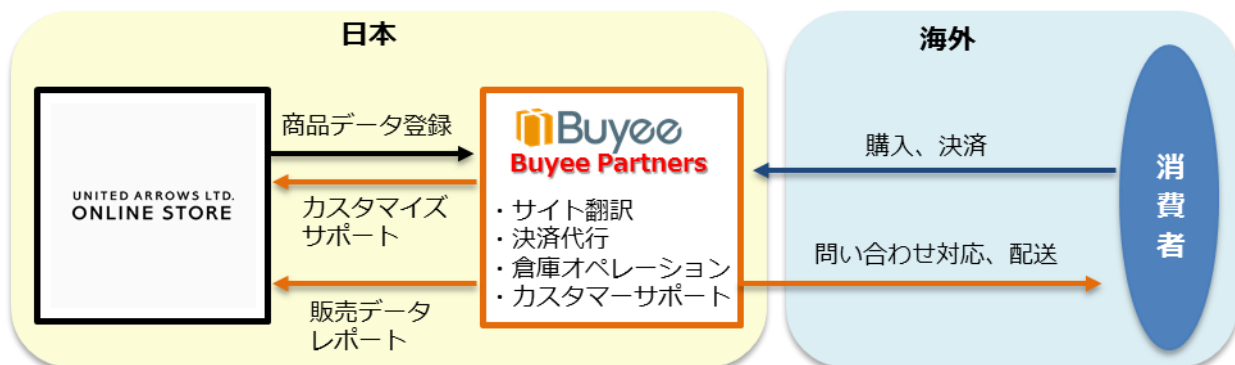 日本
海外
UNITED ARROWS LTD.
ONLINE STORE
商品データ登録
カスタマイズ
サポート
販売データ
レポート
Buyee
Buyee Partners
・サイト翻訳
・決済代行
・倉庫オペレーション
・カスタマーサポート
購入、決済
問い合わせ対応、配送
消費者